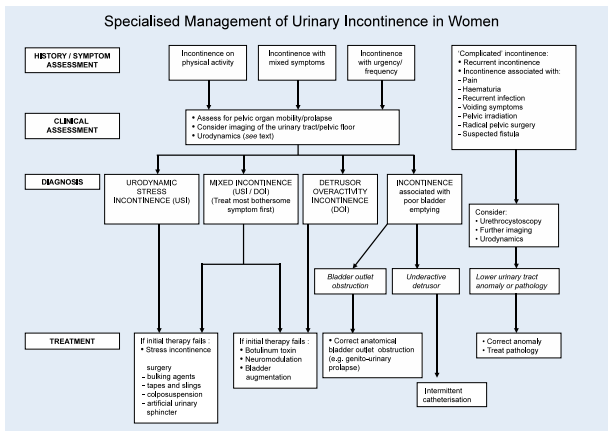 Specialised Management of Urinary Incontinence in Women
HISTORY / SYMPTOM
ASSESSMENT
Incontinence on
physical activity
Incontinence with
mixed symptoms
Incontinence
with urgency/
frequency
'Complicated' incontinence:
• Recurrent incontinence
• Incontinence associated with:
– Pain
– Haematuria
– Recurrent infection
– Voiding symptoms
– Pelvic irradiation
– Radical pelvic surgery
– Suspected fistula
CLINICAL
ASSESSMENT
• Assess for pelvic organ mobility/prolapse
• Consider imaging of the urinary tract/pelvic floor
• Urodynamics (see text)
DIAGNOSIS
URODYNAMIC
STRESS
INCONTINENCE (USI)
MIXED INCONTINENCE
(USI / DOI)
(Treat most bothersome
symptom first)
DETRUSOR
OVERACTIVITY
INCONTINENCE
(DOI)
INCONTINENCE
associated with
poor bladder
emptying
Consider:
• Urethrocystoscopy
• Further imaging
• Urodynamics
Bladder outlet
obstruction
Underactive
detrusor
Lower urinary tract
anomaly or pathology
TREATMENT
If initial therapy fails :
• Stress incontinence
surgery
– bulking agents
– tapes and slings
– colposuspension
– artificial urinary
sphincter
If initial therapy fails :
• Botulinum toxin
• Neuromodulation
• Bladder
augmentation
• Correct anatomical
bladder outlet obstruction
(e.g. genito-urinary
prolapse)
Intermittent
catheterisation
• Correct anomaly
• Treat pathology